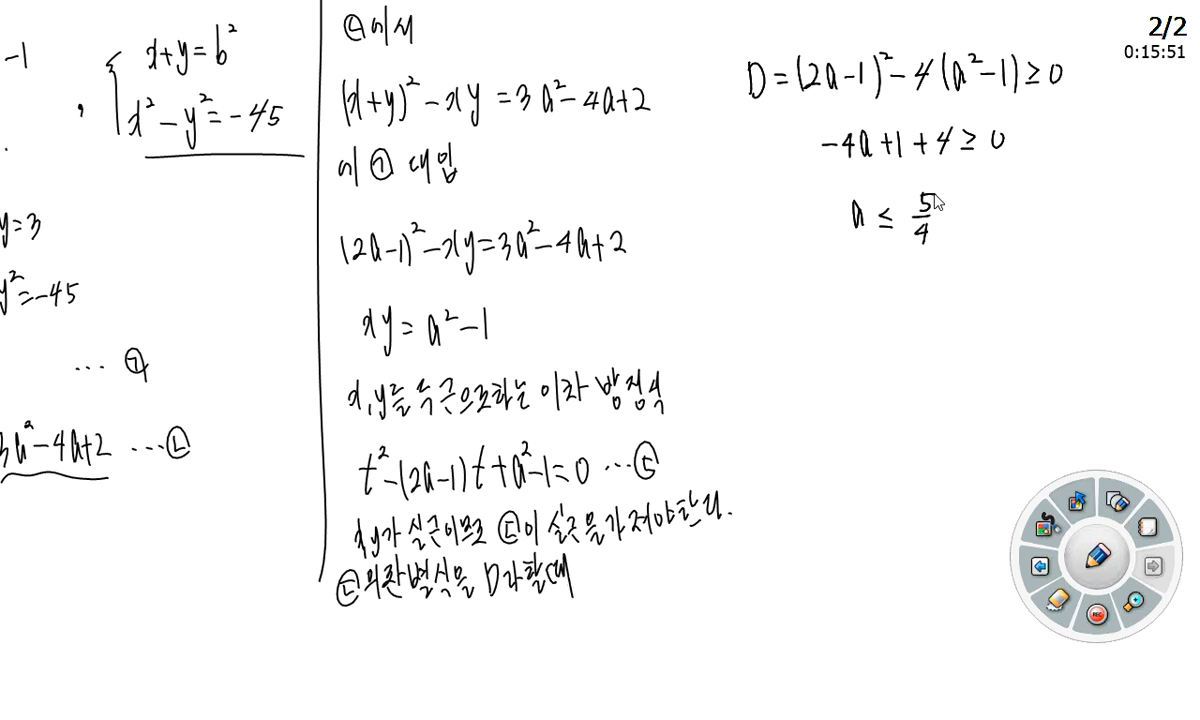 -1
, { x+y=b²
x²-y²=-45
.
y=3
y²=-45
... ㉠
3a²-4a+2 ...㉡
㉡에서
(x+y)²-xy=3a²-4a+2
에 ㉠ 대입
(2a-1)²-xy=3a²-4a+2
xy=a²-1
x,y를 두근으로하는 이차 방정식
t²-(2a-1)t+a²-1=0 ...㉢
x y가 실근이므로 ㉢이 실근을가져야한다.
㉢의판별식을 D라할때
2/2
0:15:51
D=(2a-1)²-4(a²-1)≥0
-4a+1+4≥0
a≤5/4
REC